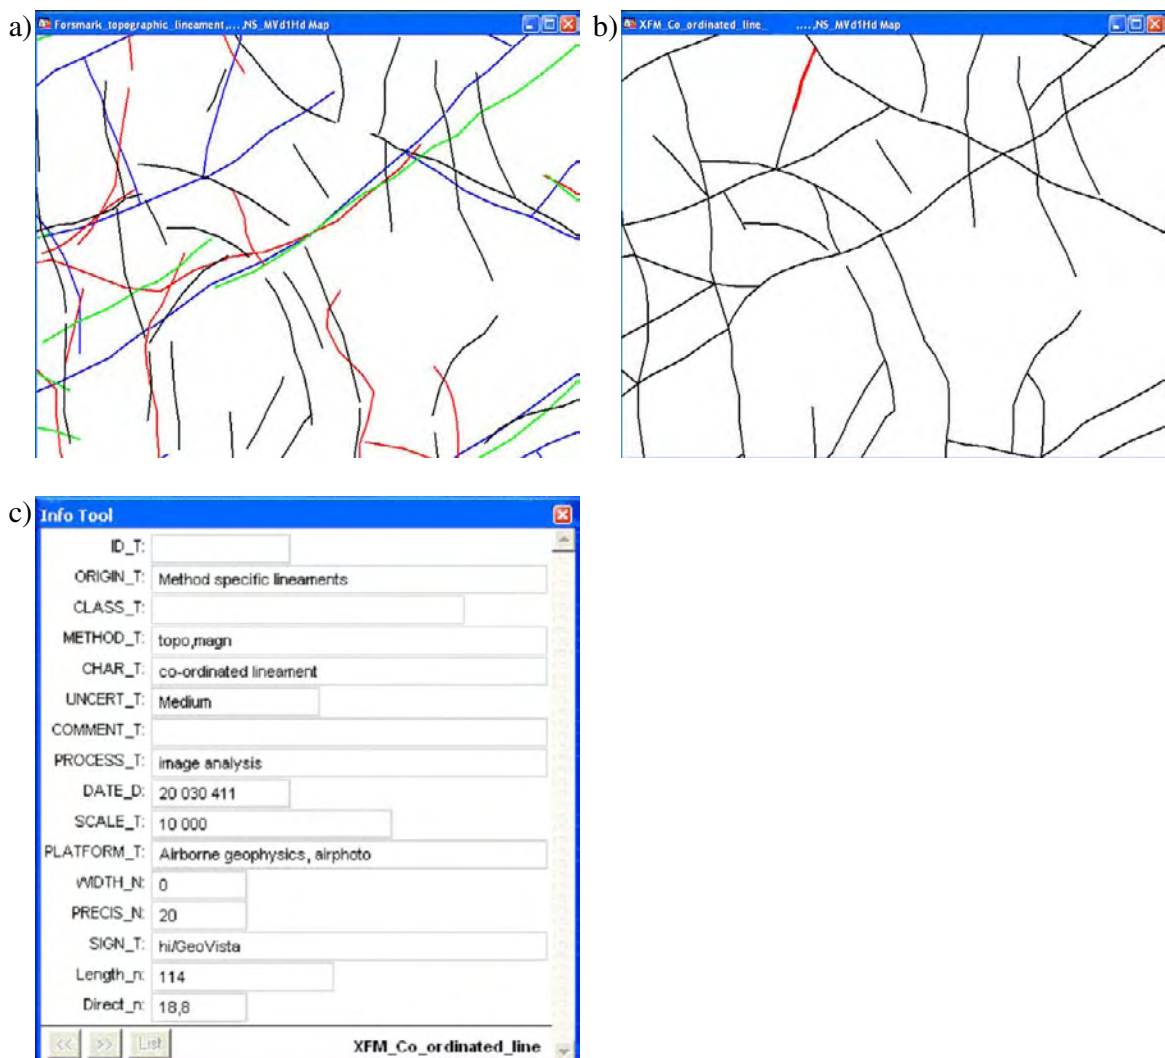 a)
Forsmark_topographic_lineament,....,NS_MVd1Hd Map
b)
XFM_Co_ordinated_line_ ....,NS_MVd1Hd Map
c)
Info Tool
ID_T:
ORIGIN_T: Method specific lineaments
CLASS_T:
METHOD_T: topo,magn
CHAR_T: co-ordinated lineament
UNCERT_T: Medium
COMMENT_T:
PROCESS_T: image analysis
DATE_D: 20 030 411
SCALE_T: 10 000
PLATFORM_T: Airborne geophysics, airphoto
WIDTH_N: 0
PRECIS_N: 20
SIGN_T: hi/GeoVista
Length_n: 114
Direct_n: 18,8
<< >> List XFM_Co_ordinated_line